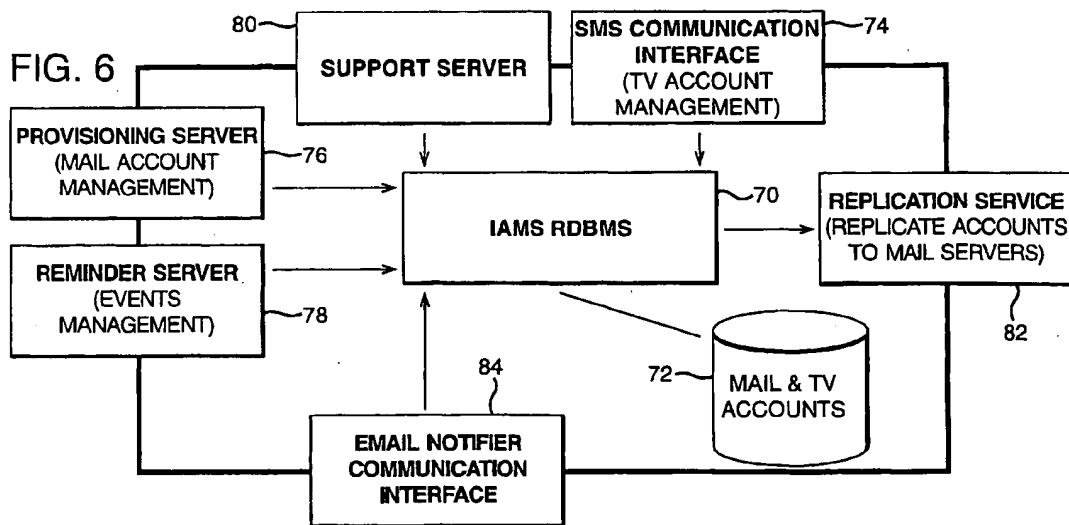 FIG. 6
80
SUPPORT SERVER
SMS COMMUNICATION
INTERFACE
(TV ACCOUNT
MANAGEMENT)
74
PROVISIONING SERVER
(MAIL ACCOUNT
MANAGEMENT)
76
IAMS RDBMS
70
REPLICATION SERVICE
(REPLICATE ACCOUNTS
TO MAIL SERVERS)
82
REMINDER SERVER
(EVENTS
MANAGEMENT)
78
72
MAIL & TV
ACCOUNTS
84
EMAIL NOTIFIER
COMMUNICATION
INTERFACE